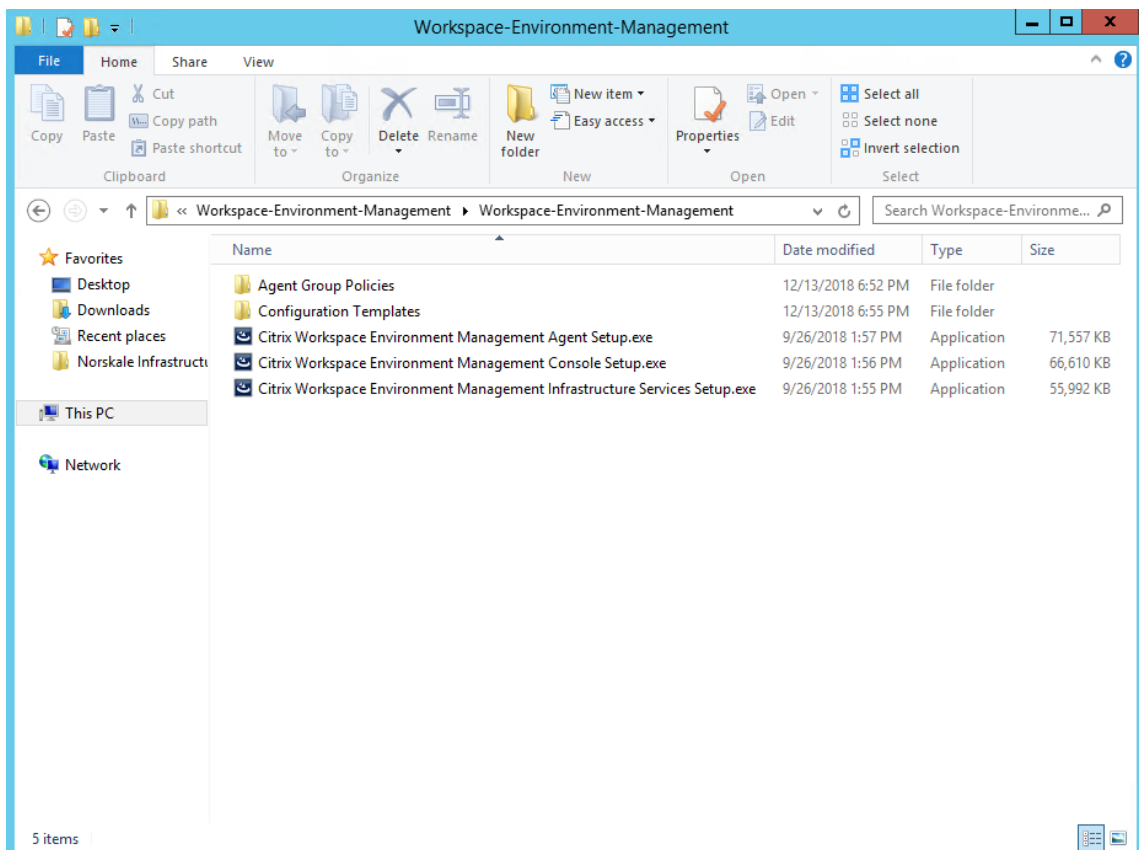 Workspace-Environment-Management
File Home Share View
Copy
Paste
Cut
Copy path
Paste shortcut
Clipboard
Move to
Copy to
Delete
Rename
Organize
New folder
New item
Easy access
New
Properties
Open
Edit
Open
Select all
Select none
Invert selection
Select
« Workspace-Environment-Management Workspace-Environment-Management
Search Workspace-Environme...
Favorites
Desktop
Downloads
Recent places
Norskale Infrastructu
This PC
Network
Name Date modified Type Size
Agent Group Policies 12/13/2018 6:52 PM File folder
Configuration Templates 12/13/2018 6:55 PM File folder
Citrix Workspace Environment Management Agent Setup.exe 9/26/2018 1:57 PM Application 71,557 KB
Citrix Workspace Environment Management Console Setup.exe 9/26/2018 1:56 PM Application 66,610 KB
Citrix Workspace Environment Management Infrastructure Services Setup.exe 9/26/2018 1:55 PM Application 55,992 KB
5 items